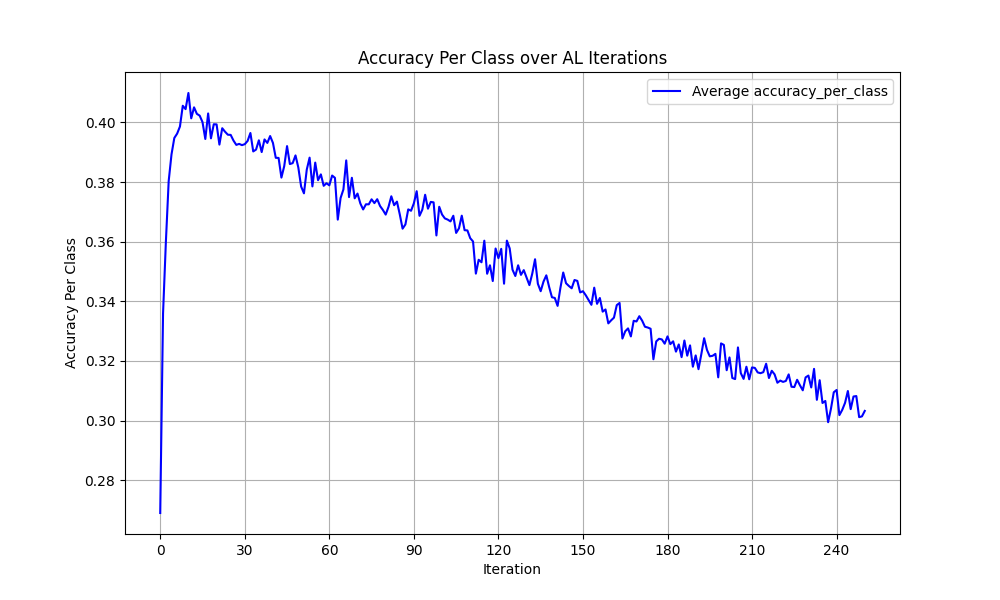 Accuracy Per Class over AL Iterations
Average accuracy_per_class
Accuracy Per Class
0.40
0.38
0.36
0.34
0.32
0.30
0.28
0 30 60 90 120 150 180 210 240
Iteration